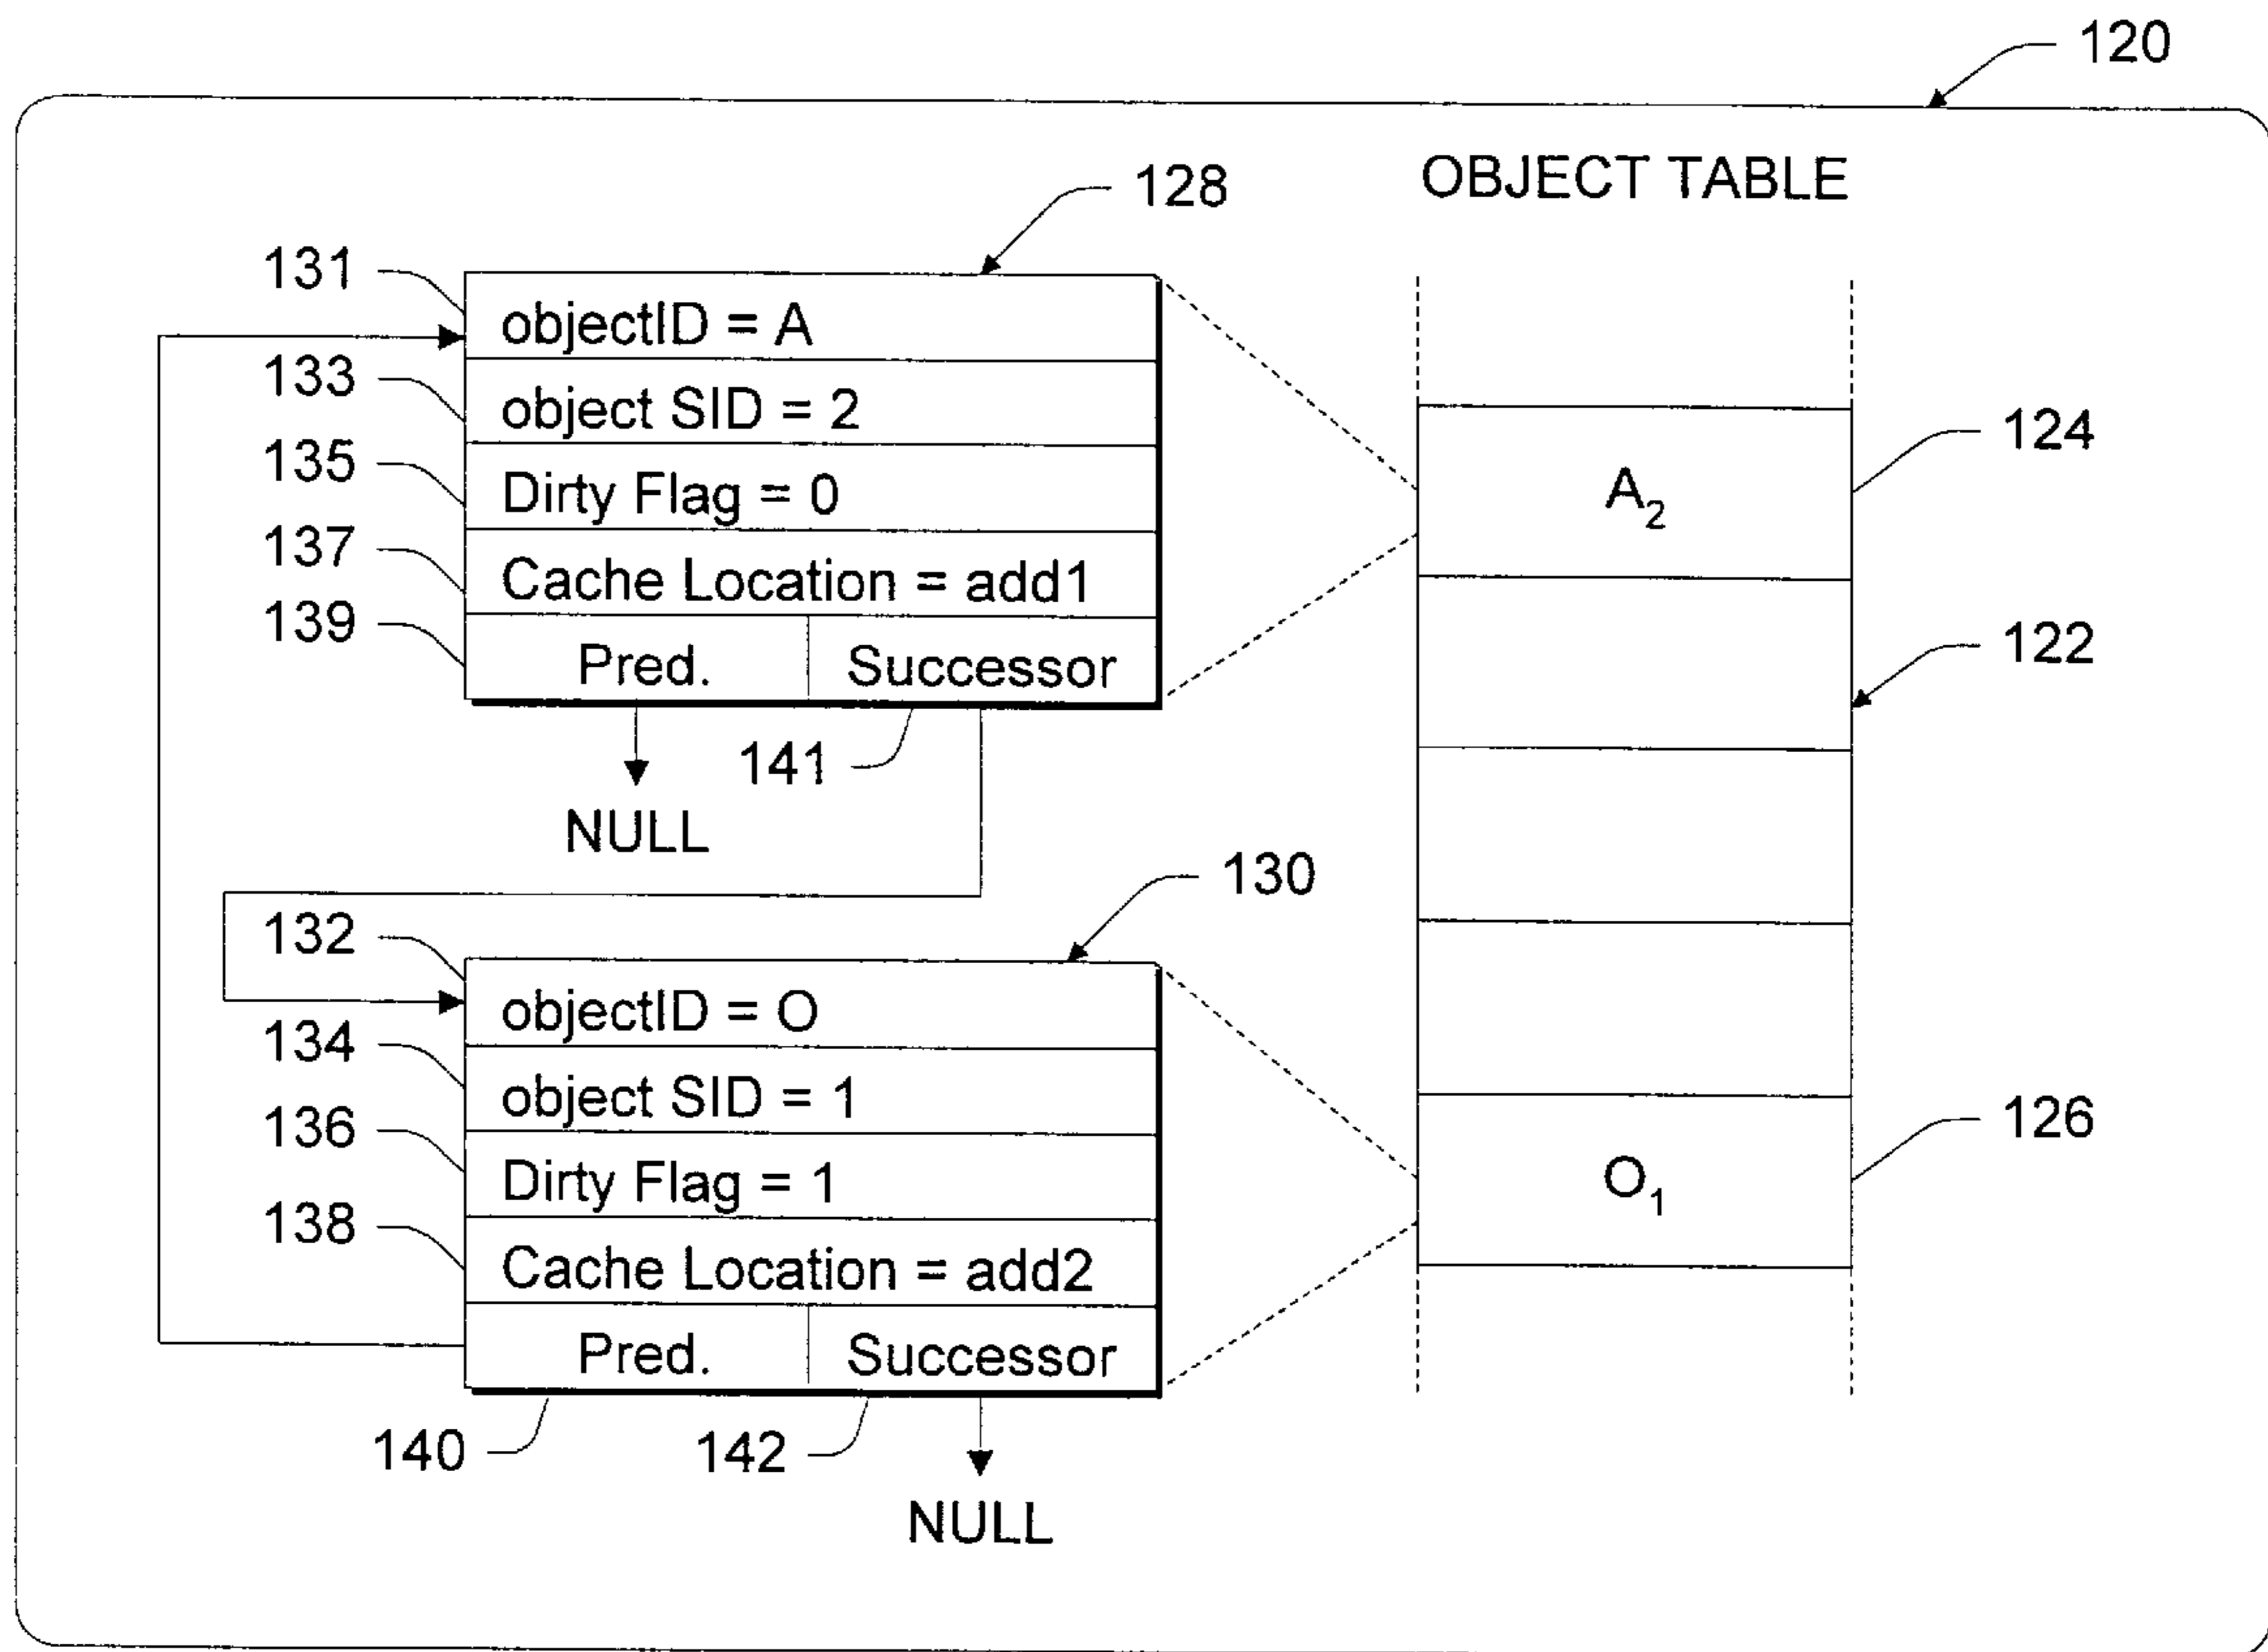 120
OBJECT TABLE
128
131
objectID = A
133
object SID = 2
135
Dirty Flag = 0
137
Cache Location = add1
139
Pred.
Successor
141
NULL
124
A2
122
130
132
objectID = O
134
object SID = 1
136
Dirty Flag = 1
138
Cache Location = add2
Pred.
Successor
140
142
NULL
126
O1